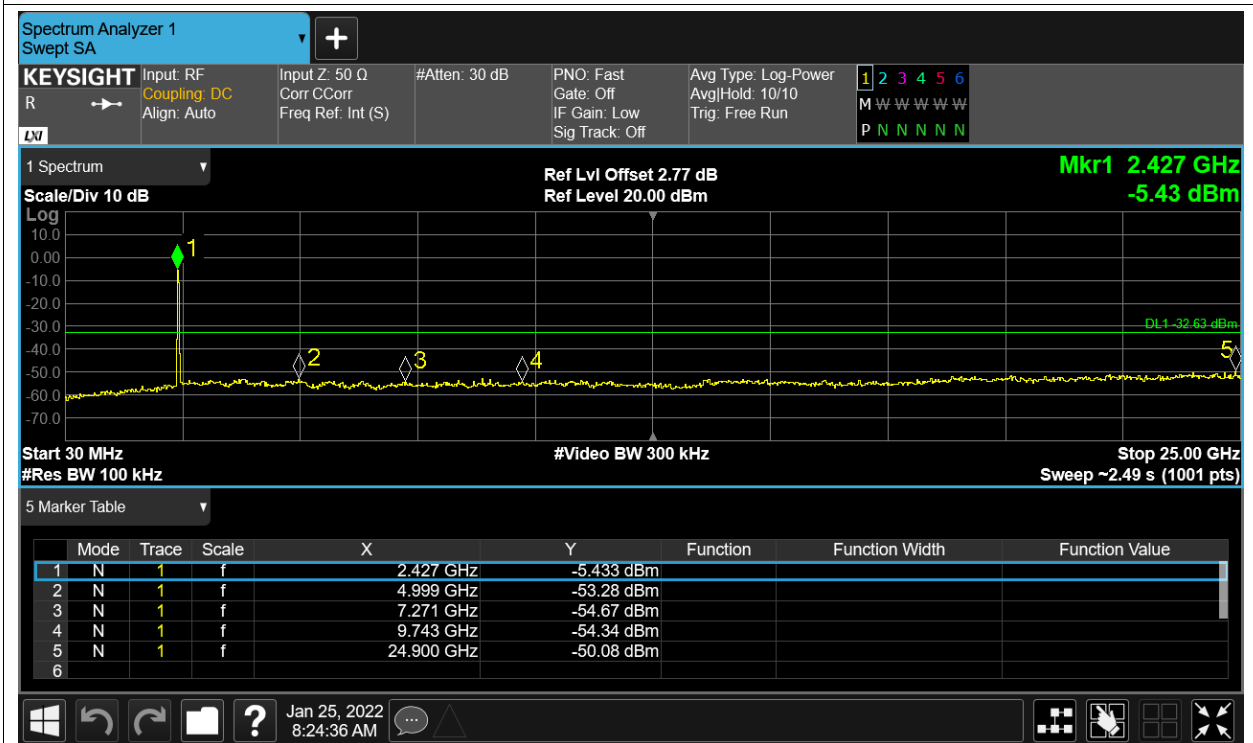 Spectrum Analyzer 1
Swept SA
+
KEYSIGHT Input: RF Input Z: 50 Ω #Atten: 30 dB PNO: Fast Avg Type: Log-Power 1 2 3 4 5 6
R Coupling: DC Corr CCorr Gate: Off Avg|Hold: 10/10 M W W W W W
Align: Auto Freq Ref: Int (S) IF Gain: Low Trig: Free Run
LXI Sig Track: Off P N N N N N
1 Spectrum Ref Lvl Offset 2.77 dB Mkr1 2.427 GHz
Scale/Div 10 dB Ref Level 20.00 dBm -5.43 dBm
Log
10.0
1
0.00
-10.0
-20.0
-30.0
DL1 -32.63 dBm
-40.0
2 3 4 5
-50.0
-60.0
-70.0
Start 30 MHz #Video BW 300 kHz Stop 25.00 GHz
#Res BW 100 kHz Sweep ~2.49 s (1001 pts)
5 Marker Table
Mode Trace Scale X Y Function Function Width Function Value
1 N 1 f 2.427 GHz -5.433 dBm
2 N 1 f 4.999 GHz -53.28 dBm
3 N 1 f 7.271 GHz -54.67 dBm
4 N 1 f 9.743 GHz -54.34 dBm
5 N 1 f 24.900 GHz -50.08 dBm
6
? Jan 25, 2022
8:24:36 AM